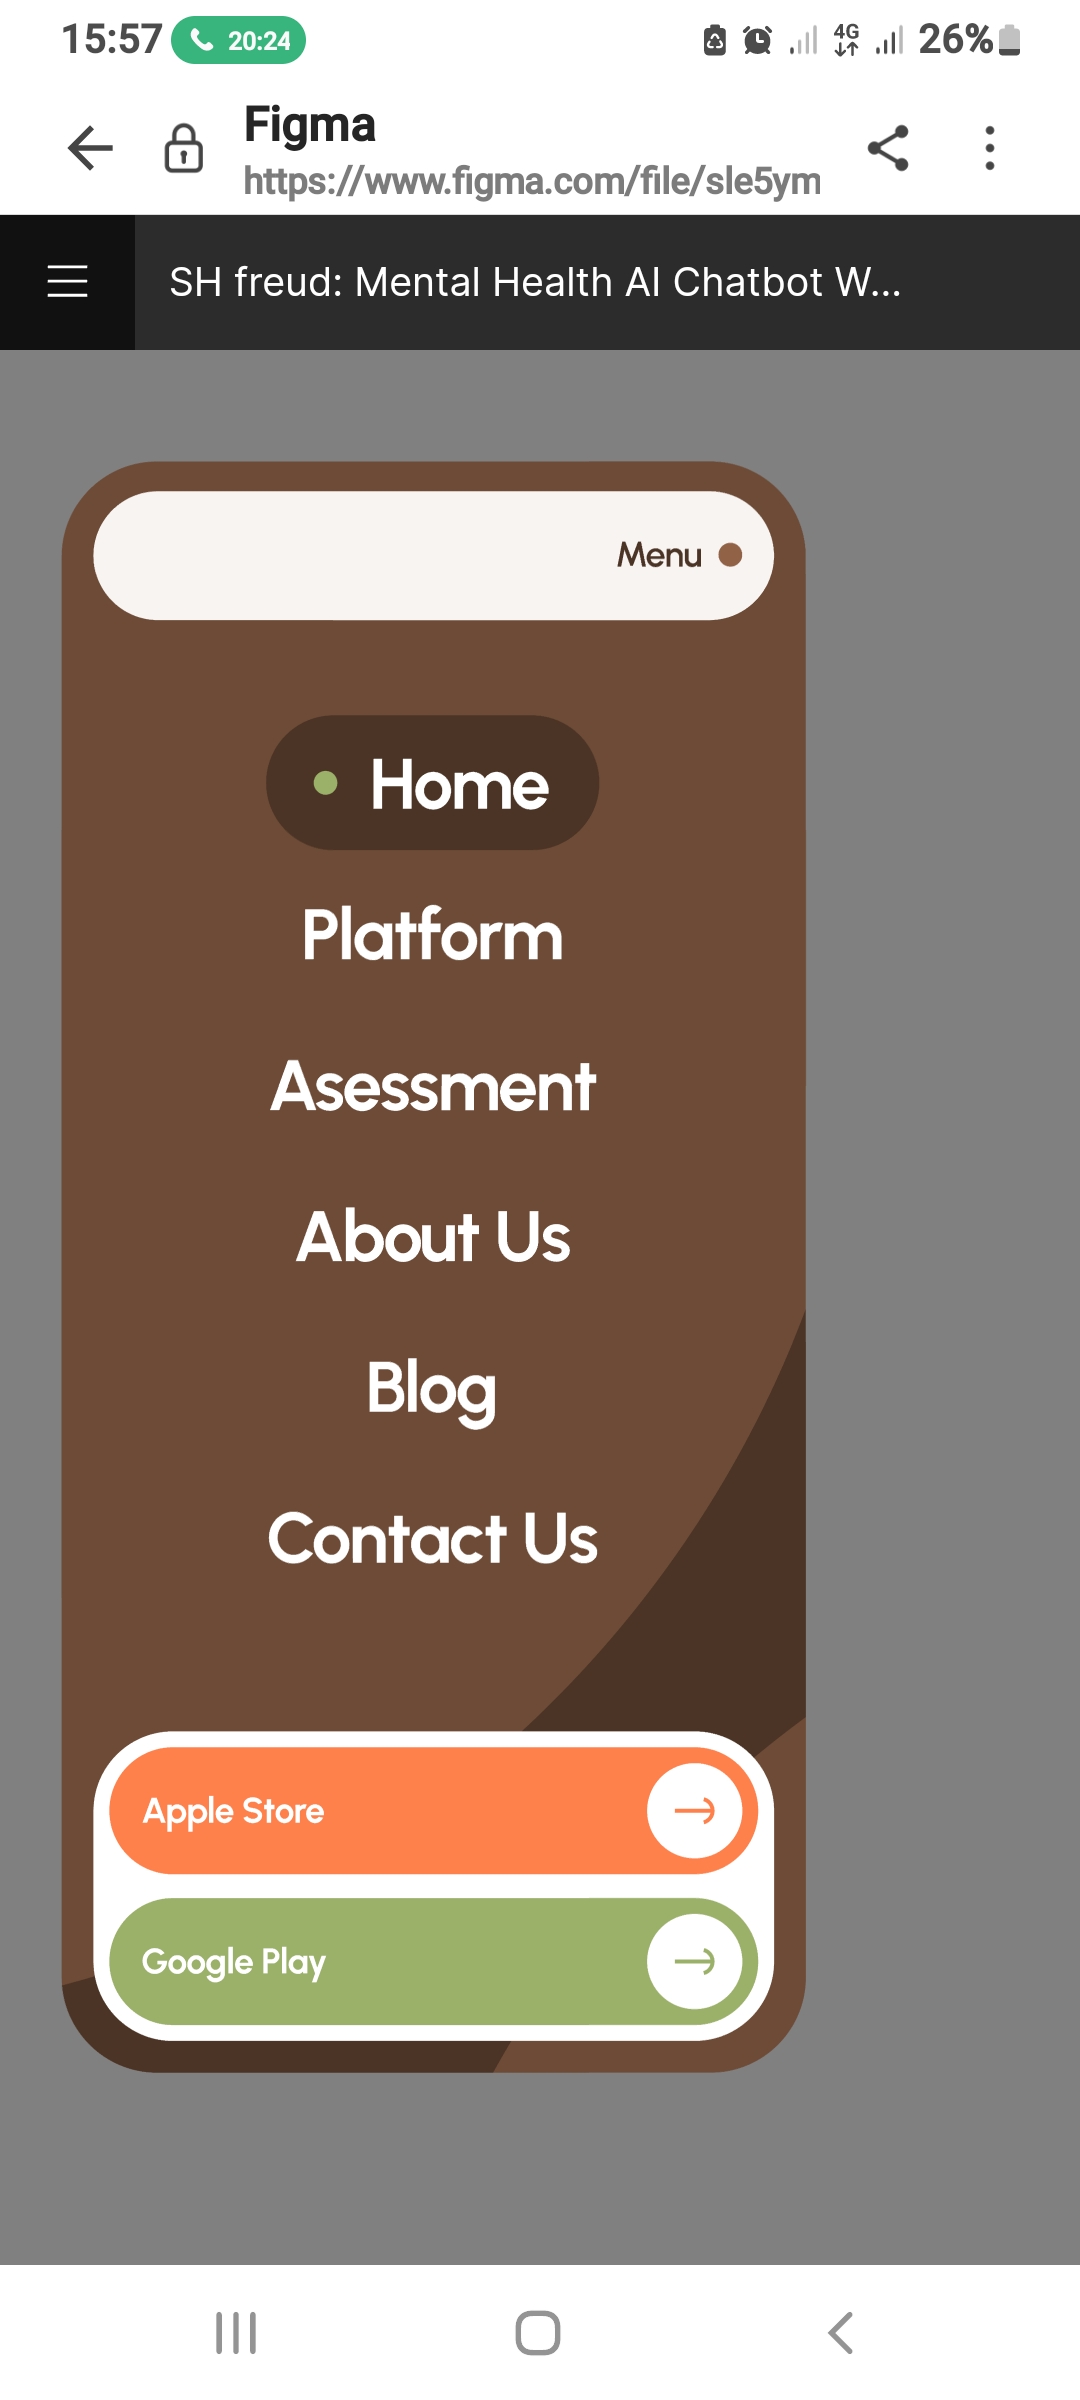 15:57 20:24 4G 26%
Figma
https://www.figma.com/file/sle5ym
SH freud: Mental Health AI Chatbot W...
Menu
Home
Platform
Asessment
About Us
Blog
Contact Us
Apple Store
Google Play